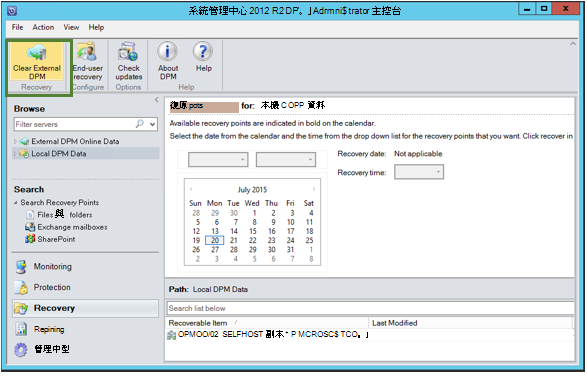 系統管理中心 2012 R2 DP。」Adrmni$trator 主控台
File Action View Help
Clear External DPM
End-user recovery
Check updates
About DPM
Help
Recovery Configure Options Help
Browse
Filter servers
External DPM Online Data
Local DPM Data
Search
Search Recovery Points
Files與 folders
Exchange mailboxes
SharePoint
Monitoring
Protection
Recovery
Repining
管理中型
復原 pots for: 本機 COPP 資料
Available recovery points are indicated in bold on the calendar.
Select the date from the calendar and the time from the drop down list for the recovery points that you want. Click recover in
Recovery date: Not applicable
Recovery time:
July 2015
Sun Mon Tue Wed Thu Fri Sat
28 29 30 1 2 3 4
5 6 7 8 9 10 11
12 13 14 15 16 17 18
19 20 21 22 23 24 25
26 27 28 29 30 31 1
2 3 4 5 6 7 8
Path: Local DPM Data
Search list below
Recoverable Item / Last Modified
OPMOO/02 SELFHOST 副本 * P MCROSC$ TCO。」